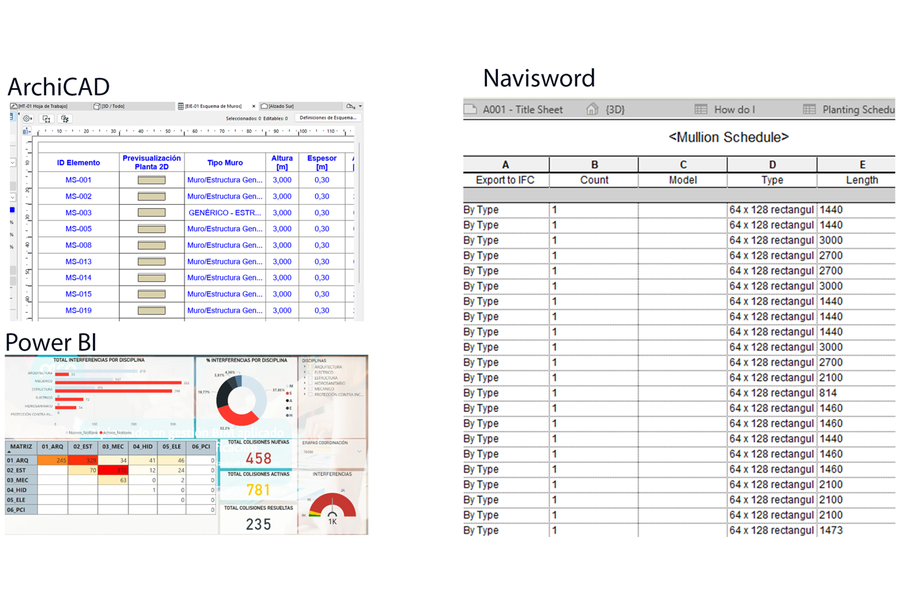 ArchiCAD
[MT-01 Hoja de Trabajo]
[3D / Todo]
[EIE-01 Esquema de Muros]
[Alzado Sur]
Seleccionados: 0 Editables: 0
Definiciones de Esquema...
ID Elemento Previsualización Planta 2D Tipo Muro Altura [m] Espesor [m]
MS-001 Muro/Estructura Gen... 3,000 0,30
MS-002 Muro/Estructura Gen... 3,000 0,30
MS-003 GENÉRICO - ESTR... 3,000 0,30
MS-005 Muro/Estructura Gen... 3,000 0,30
MS-008 Muro/Estructura Gen... 3,000 0,30
MS-013 Muro/Estructura Gen... 3,000 0,30
MS-014 Muro/Estructura Gen... 3,000 0,30
MS-015 Muro/Estructura Gen... 3,000 0,30
MS-019 Muro/Estructura Gen... 3,000 0,30
Power BI
TOTAL INTERFERENCIAS POR DISCIPLINA
% INTERFERENCIAS POR DISCIPLINA
DISCIPLINAS
MATRIZ 01_ARQ 02_EST 03_MEC 04_HID 05_ELE 06_PCI
01_ARQ 245 34 41 46 0
02_EST 70 12 24 0
03_MEC 63 0 2 0
04_HID 1 0 0
05_ELE 0 0
06_PCI 0
TOTAL COLISIONES NUEVAS
458
TOTAL COLISIONES ACTIVAS
781
TOTAL COLISIONES RESUELTAS
235
ETAPAS COORDINACIÓN
INTERFERENCIAS
1K
Navisword
A001 - Title Sheet
{3D}
How do I
Planting Schedu
<Mullion Schedule>
A B C D E
Export to IFC Count Model Type Length
By Type 1 64 x 128 rectangul 1440
By Type 1 64 x 128 rectangul 1440
By Type 1 64 x 128 rectangul 3000
By Type 1 64 x 128 rectangul 2700
By Type 1 64 x 128 rectangul 2700
By Type 1 64 x 128 rectangul 3000
By Type 1 64 x 128 rectangul 1440
By Type 1 64 x 128 rectangul 1440
By Type 1 64 x 128 rectangul 1440
By Type 1 64 x 128 rectangul 3000
By Type 1 64 x 128 rectangul 2700
By Type 1 64 x 128 rectangul 2100
By Type 1 64 x 128 rectangul 814
By Type 1 64 x 128 rectangul 1460
By Type 1 64 x 128 rectangul 1460
By Type 1 64 x 128 rectangul 1440
By Type 1 64 x 128 rectangul 1460
By Type 1 64 x 128 rectangul 1460
By Type 1 64 x 128 rectangul 2100
By Type 1 64 x 128 rectangul 2100
By Type 1 64 x 128 rectangul 2100
By Type 1 64 x 128 rectangul 1473